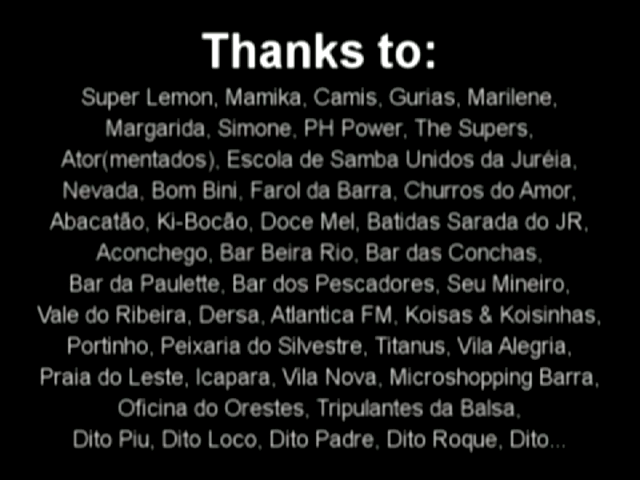 Thanks to:
Super Lemon, Mamika, Camis, Gurias, Marilene,
Margarida, Simone, PH Power, The Supers,
Ator(mentados), Escola de Samba Unidos da Juréia,
Nevada, Bom Bini, Farol da Barra, Churros do Amor,
Abacatão, Ki-Bocão, Doce Mel, Batidas Sarada do JR,
Aconchego, Bar Beira Rio, Bar das Conchas,
Bar da Paulette, Bar dos Pescadores, Seu Mineiro,
Vale do Ribeira, Dersa, Atlantica FM, Koisas & Koisinhas,
Portinho, Peixaria do Silvestre, Titanus, Vila Alegria,
Praia do Leste, Icapara, Vila Nova, Microshopping Barra,
Oficina do Orestes, Tripulantes da Balsa,
Dito Piu, Dito Loco, Dito Padre, Dito Roque, Dito...